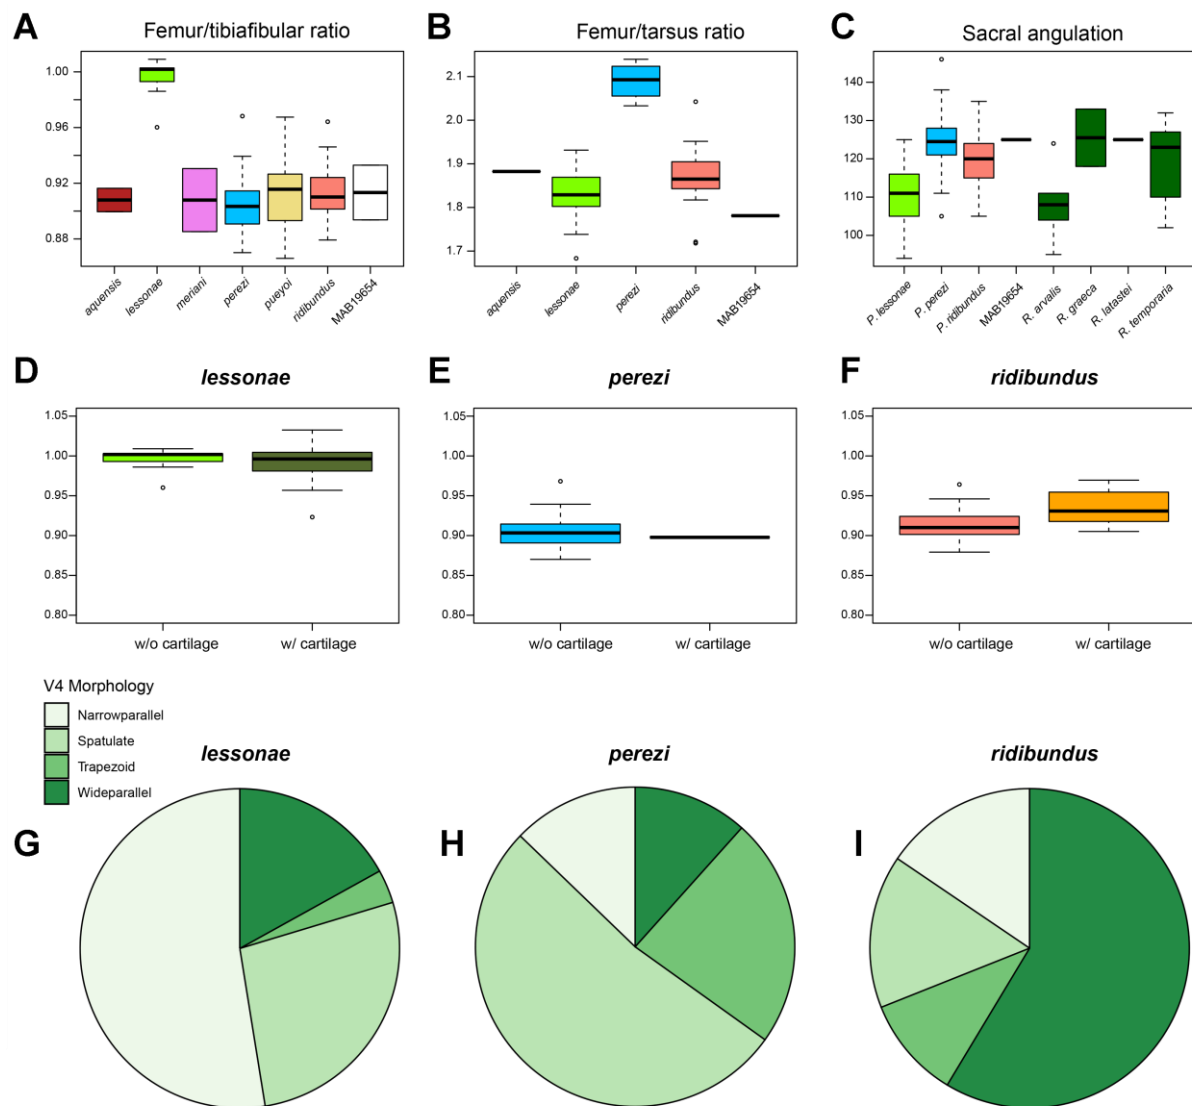 A Femur/tibiafibular ratio
1.00
0.96
0.92
0.88
aquensis
lessonae
meriani
perezi
pueyoi
ridibundus
MAB19654
B Femur/tarsus ratio
2.1
2.0
1.9
1.8
1.7
aquensis
lessonae
perezi
ridibundus
MAB19654
C Sacral angulation
140
130
120
110
100
P. lessonae
P. perezi
P. ridibundus
MAB19654
R. arvalis
R. graeca
R. latastei
R. temporaria
D lessonae
1.05
1.00
0.95
0.90
0.85
0.80
w/o cartilage w/ cartilage
E perezi
1.05
1.00
0.95
0.90
0.85
0.80
w/o cartilage w/ cartilage
F ridibundus
1.05
1.00
0.95
0.90
0.85
0.80
w/o cartilage w/ cartilage
V4 Morphology
Narrowparallel
Spatulate
Trapezoid
Wideparallel
lessonae
G
perezi
H
ridibundus
I